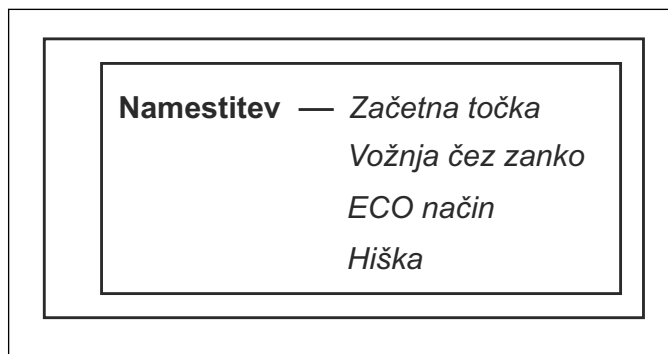 Namestitev — Začetna točka
Vožnja čez zanko
ECO način
Hiška